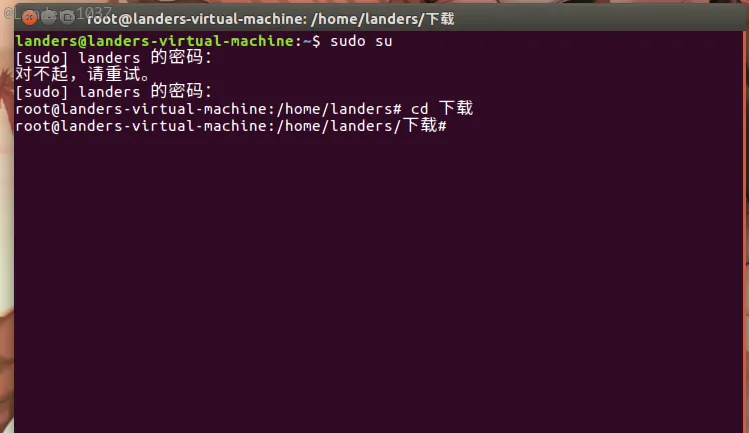 @Landers1037
root@landers-virtual-machine: /home/landers/下载
landers@landers-virtual-machine:~$ sudo su
[sudo] landers 的密码：
对不起，请重试。
[sudo] landers 的密码：
root@landers-virtual-machine:/home/landers# cd 下载
root@landers-virtual-machine:/home/landers/下载#